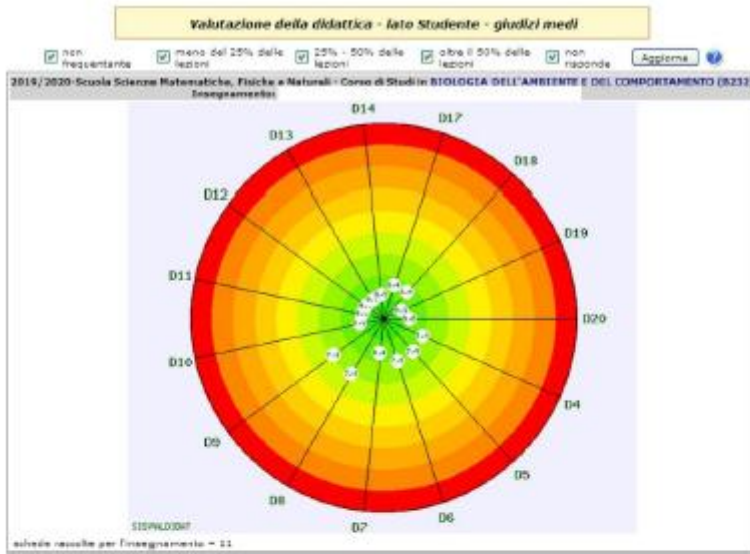 Valutazione della didattica - lato Studente - giudizi medi
non frequentante
meno del 25% delle lezioni
25% - 50% delle lezioni
oltre il 50% delle lezioni
non risponde
Aggiorna
?
2019/2020-Scuola Scienze Matematiche, Fisiche e Naturali - Corso di Studi in BIOLOGIA DELL'AMBIENTE E DEL COMPORTAMENTO (B232
Insegnamento:
D14
D17
D13
D18
D12
D19
D11
D20
D10
D4
D9
D5
D8
D6
D7
SISVALDIDAT
schede raccolte per l'insegnamento = 11